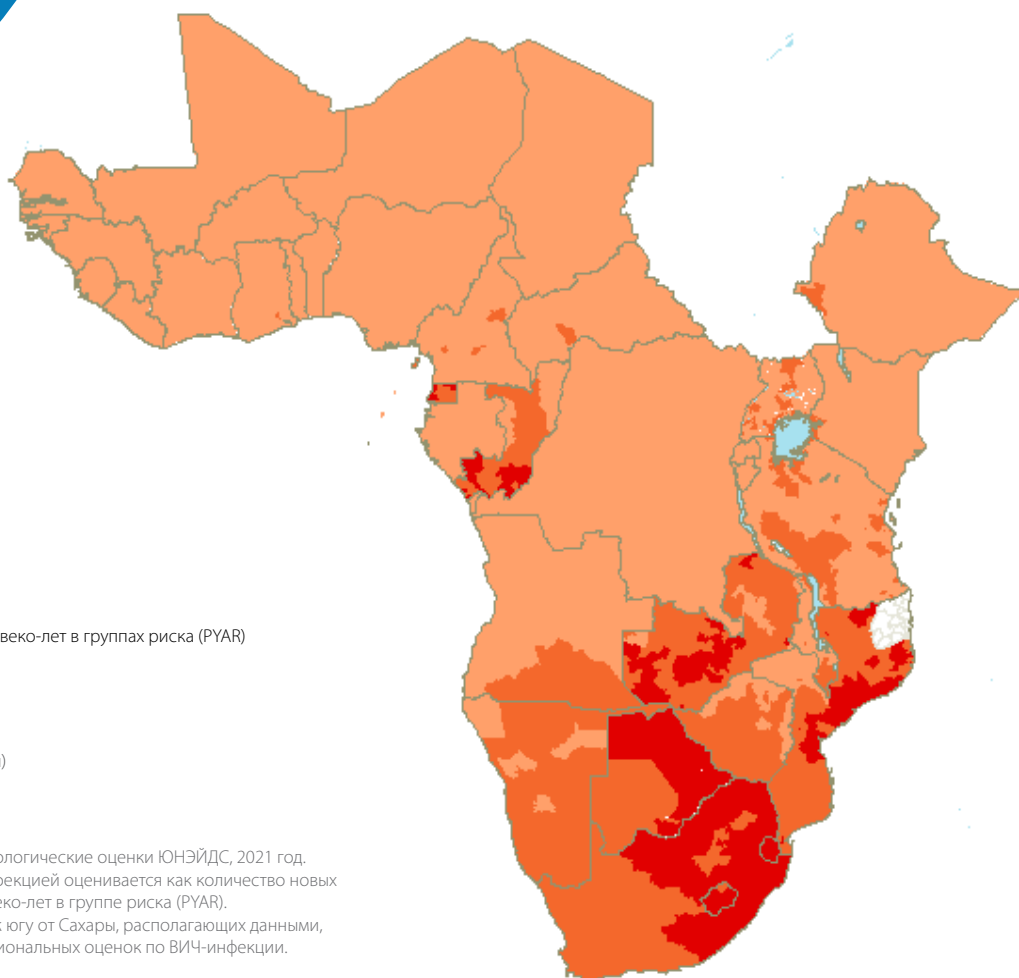 веко-лет в группах риска (PYAR)
)
ологические оценки ЮНЭЙДС, 2021 год.
рекцией оценивается как количество новых
еко-лет в группе риска (PYAR).
к югу от Сахары, располагающих данными,
иональных оценок по ВИЧ-инфекции.